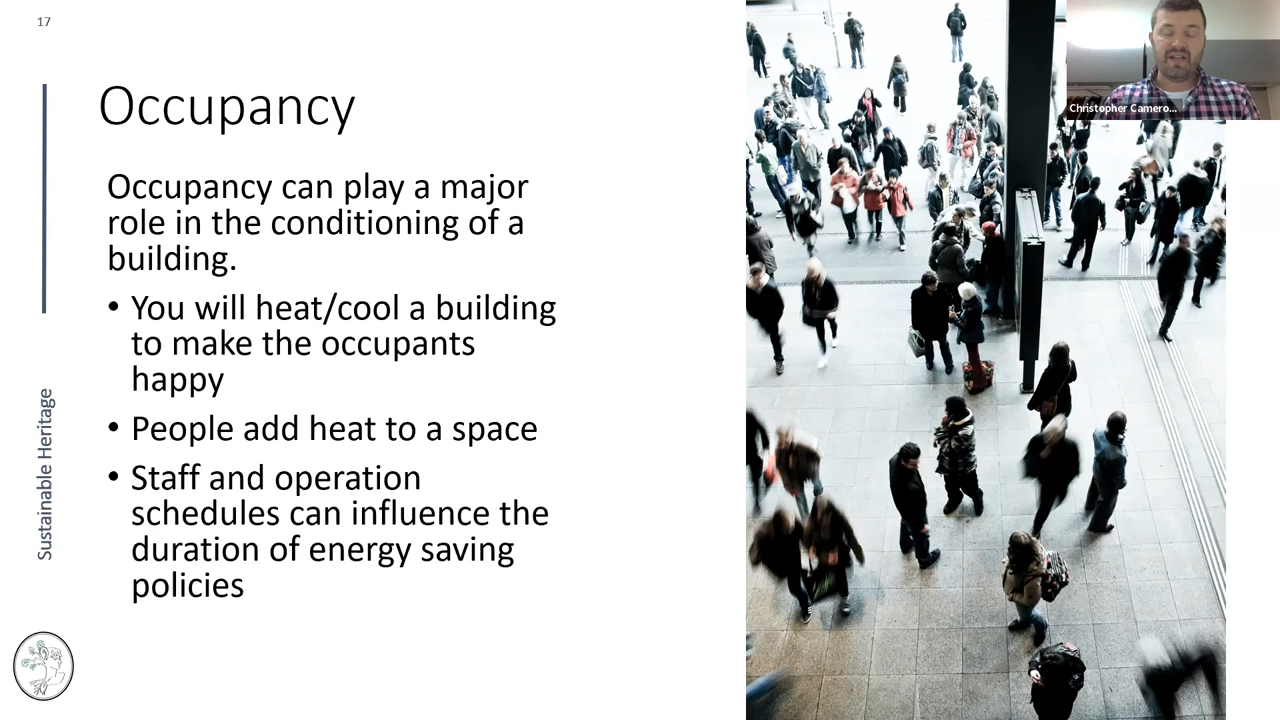 17
Occupancy
Occupancy can play a major
role in the conditioning of a
building.
• You will heat/cool a building
to make the occupants
happy
• People add heat to a space
• Staff and operation
schedules can influence the
duration of energy saving
policies
Sustainable Heritage
Christopher Camero...